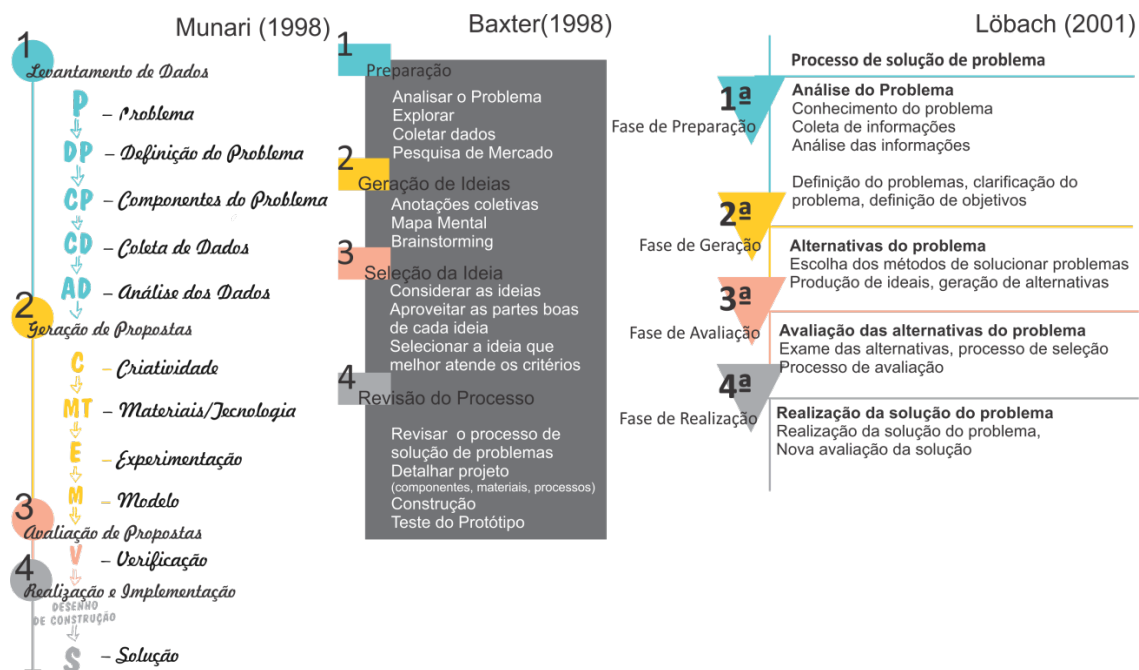 Munari (1998)
1
Levantamento de Dados
P – Problema
DP – Definição do Problema
CP – Componentes do Problema
CD – Coleta de Dados
AD – Análise dos Dados
2
Geração de Propostas
C – Criatividade
MT – Materiais/Tecnologia
E – Experimentação
M – Modelo
3
Avaliação de Propostas
V – Verificação
4
Realização e Implementação
DESENHO
DE CONSTRUÇÃO
S – Solução
Baxter(1998)
1
Preparação
Analisar o Problema
Explorar
Coletar dados
Pesquisa de Mercado
2
Geração de Ideias
Anotações coletivas
Mapa Mental
Brainstorming
3
Seleção da Ideia
Considerar as ideias
Aproveitar as partes boas
de cada ideia
Selecionar a ideia que
melhor atende os critérios
4
Revisão do Processo
Revisar o processo de
solução de problemas
Detalhar projeto
(componentes, materiais, processos)
Construção
Teste do Protótipo
Löbach (2001)
Processo de solução de problema
1ª
Fase de Preparação
Análise do Problema
Conhecimento do problema
Coleta de informações
Análise das informações
Definição do problemas, clarificação do
problema, definição de objetivos
2ª
Fase de Geração
Alternativas do problema
Escolha dos métodos de solucionar problemas
Produção de ideais, geração de alternativas
3ª
Fase de Avaliação
Avaliação das alternativas do problema
Exame das alternativas, processo de seleção
Processo de avaliação
4ª
Fase de Realização
Realização da solução do problema
Realização da solução do problema,
Nova avaliação da solução